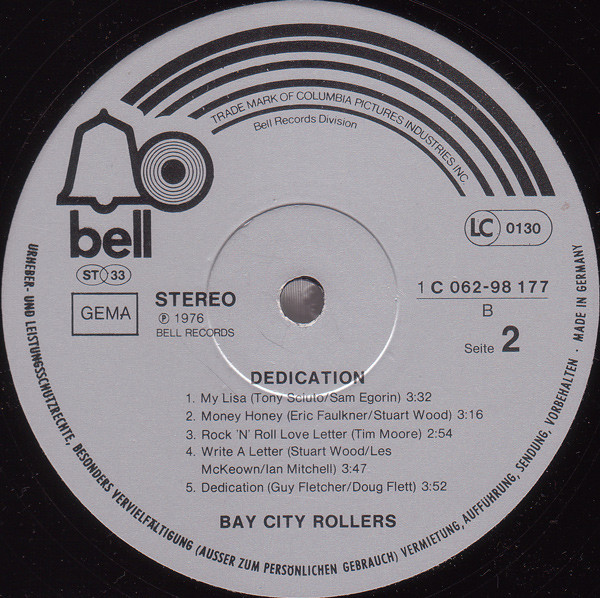 TRADE MARK OF COLUMBIA PICTURES INDUSTRIES INC.
Bell Records Division
bell
LC 0130
ST 33
GEMA
STEREO
℗ 1976
BELL RECORDS
1 C 062-98 177
B
Seite 2
DEDICATION
1. My Lisa (Tony Sciuto/Sam Egorin) 3:32
2. Money Honey (Eric Faulkner/Stuart Wood) 3:16
3. Rock 'N' Roll Love Letter (Tim Moore) 2:54
4. Write A Letter (Stuart Wood/Les
McKeown/Ian Mitchell) 3:47
5. Dedication (Guy Fletcher/Doug Flett) 3:52
BAY CITY ROLLERS
URHEBER- UND LEISTUNGSSCHUTZRECHTE, BESONDERS VERVIELFÄLTIGUNG (AUSSER ZUM PERSÖNLICHEN GEBRAUCH) VERMIETUNG, AUFFÜHRUNG, SENDUNG, VORBEHALTEN · MADE IN GERMANY